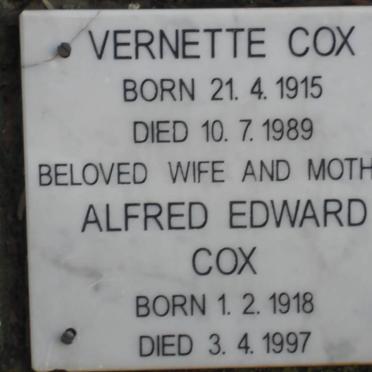 VERNETTE COX
BORN 21. 4. 1915
DIED 10. 7. 1989
BELOVED WIFE AND MOTH
ALFRED EDWARD
COX
BORN 1. 2. 1918
DIED 3. 4. 1997